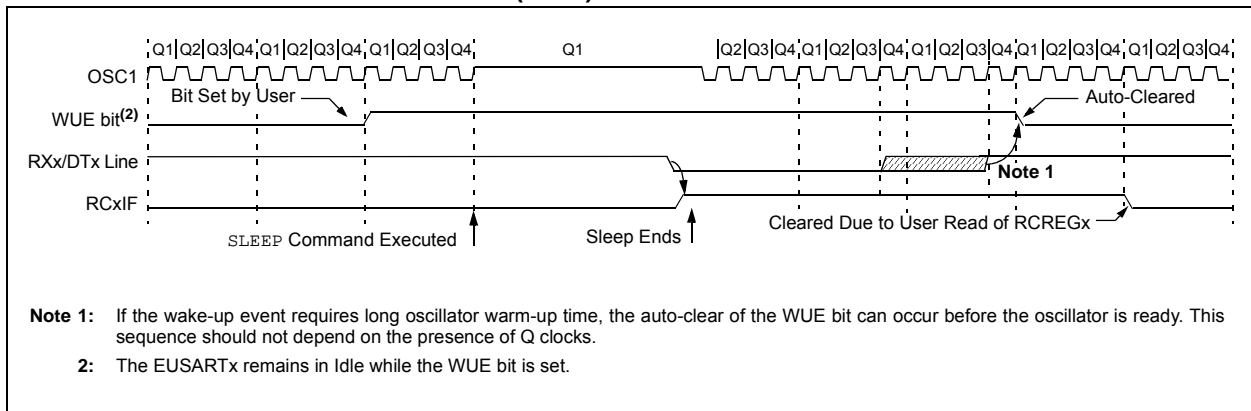 Q1 Q2 Q3 Q4 Q1 Q2 Q3 Q4 Q1 Q2 Q3 Q4 Q1 Q2 Q3 Q4 Q1 Q2 Q3 Q4 Q1 Q2 Q3 Q4 Q1 Q2 Q3 Q4 Q1 Q2 Q3 Q4
OSC1
Bit Set by User
Auto-Cleared
WUE bit(2)
RXx/DTx Line
Note 1
RCxIF
Cleared Due to User Read of RCREGx
SLEEP Command Executed
Sleep Ends
Note 1: If the wake-up event requires long oscillator warm-up time, the auto-clear of the WUE bit can occur before the oscillator is ready. This
sequence should not depend on the presence of Q clocks.
2: The EUSARTx remains in Idle while the WUE bit is set.